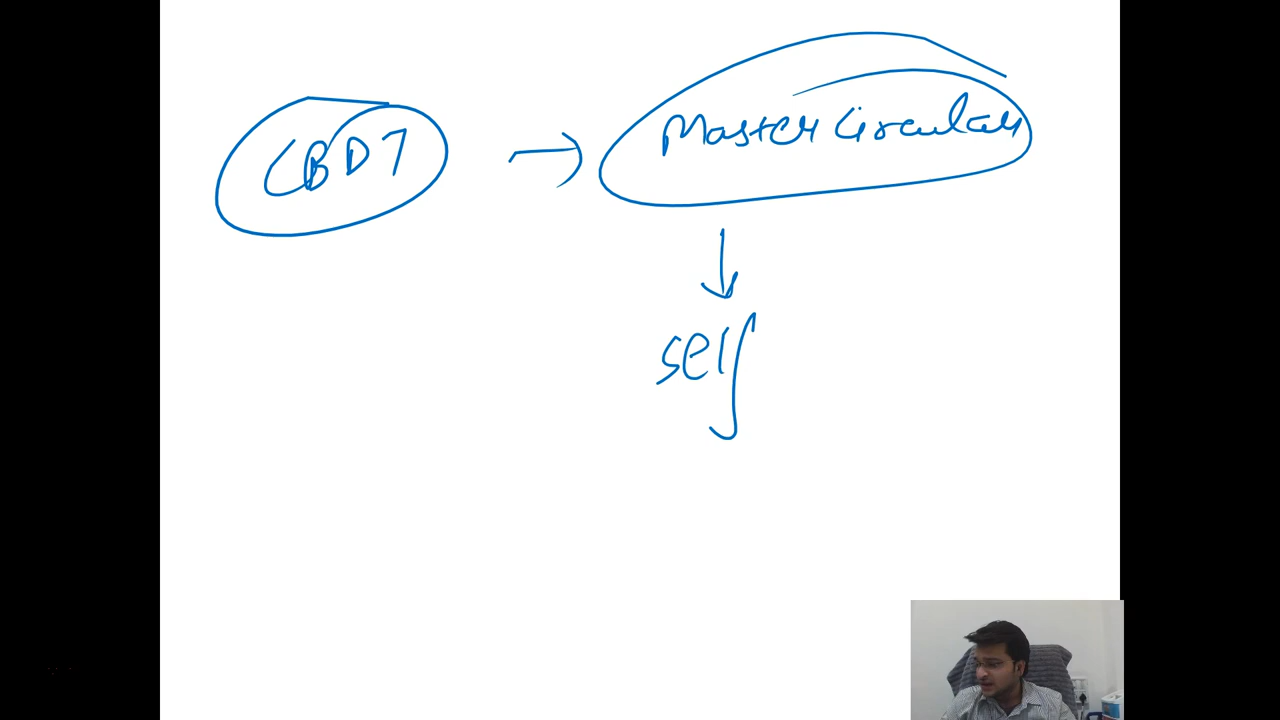 CBDT → Master Circular
↓
self